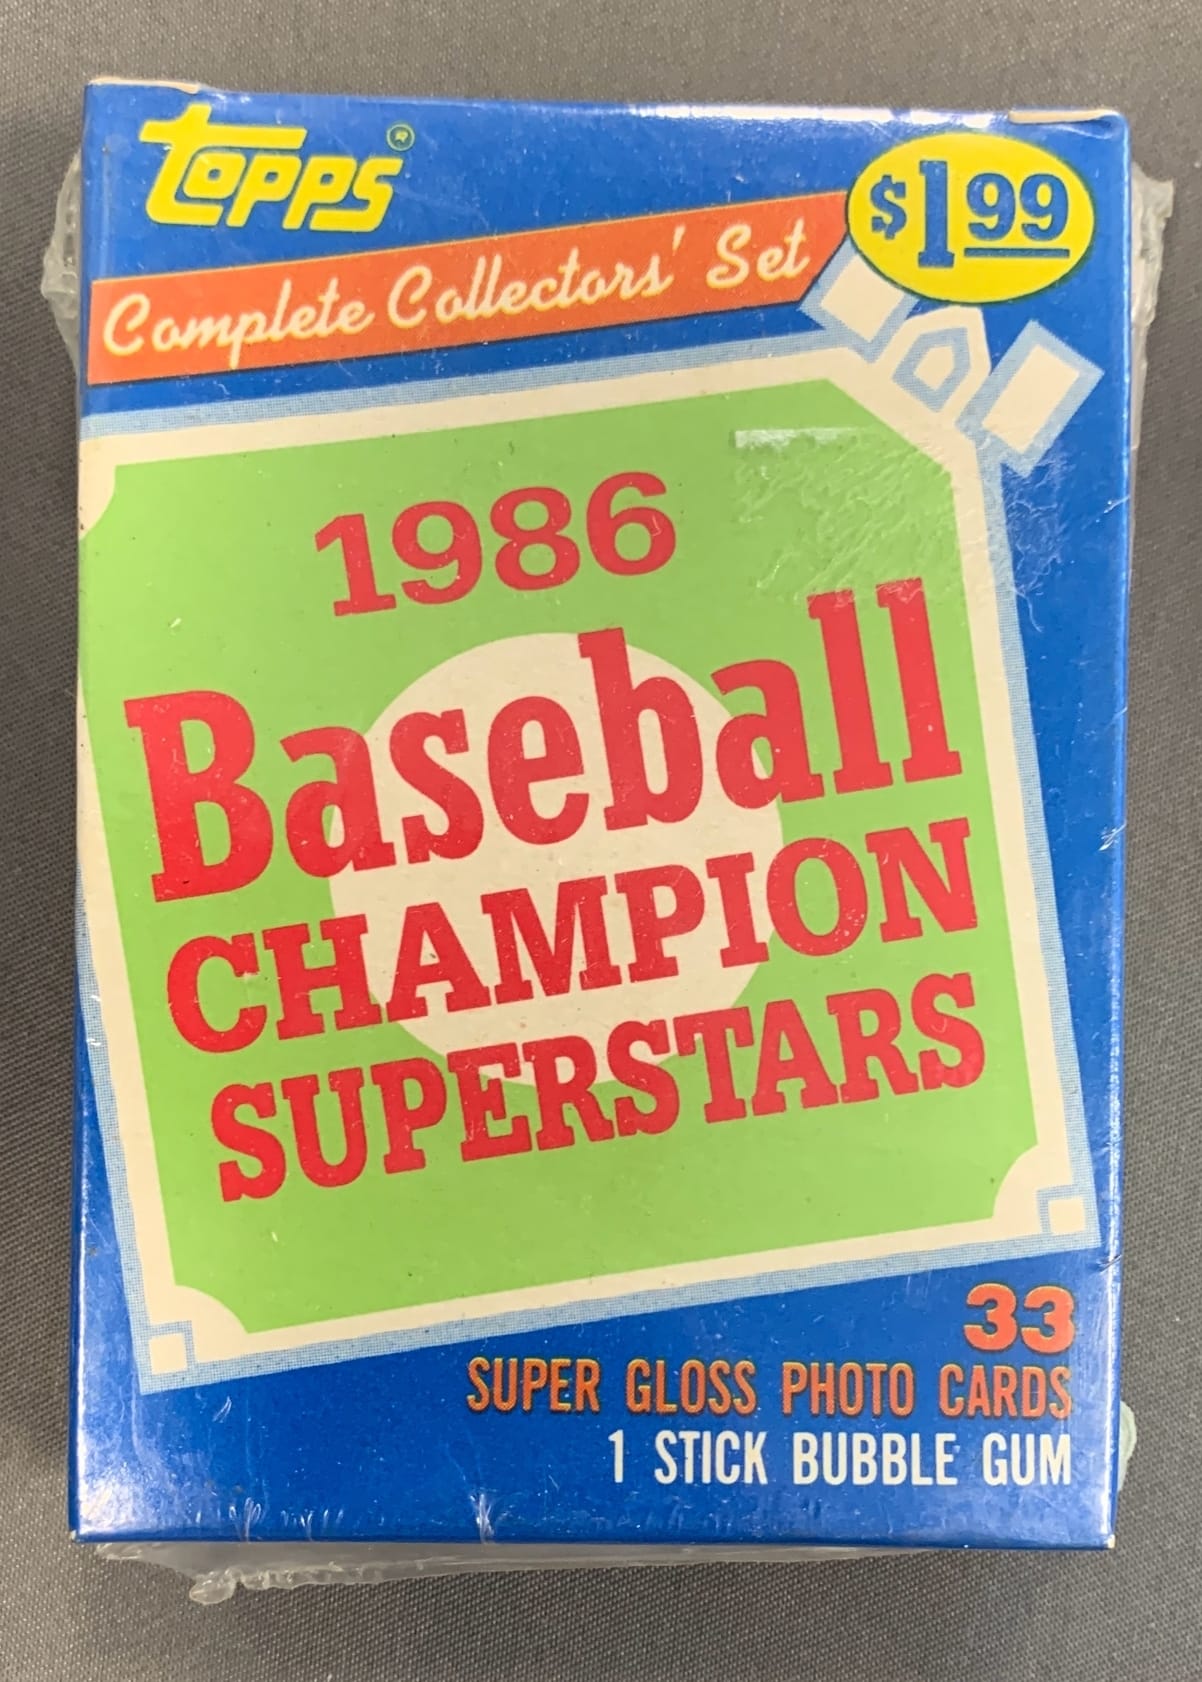 TOPPS®
$1.99
Complete Collectors' Set
1986
Baseball
CHAMPION
SUPERSTARS
33
SUPER GLOSS PHOTO CARDS
1 STICK BUBBLE GUM